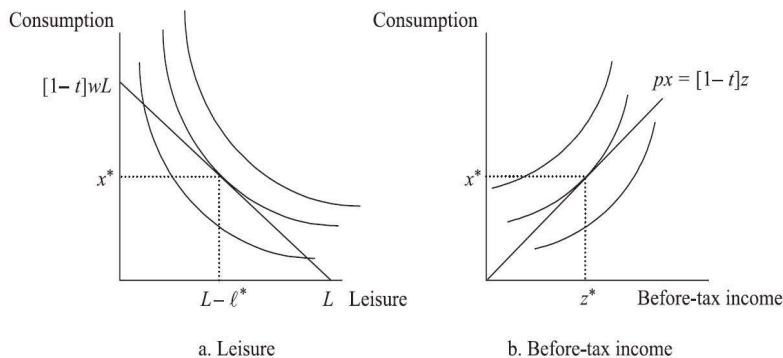 Consumption
[1– t]wL
x*
L– ℓ*
L
Leisure
a. Leisure
Consumption
px = [1– t]z
x*
z*
Before-tax income
b. Before-tax income